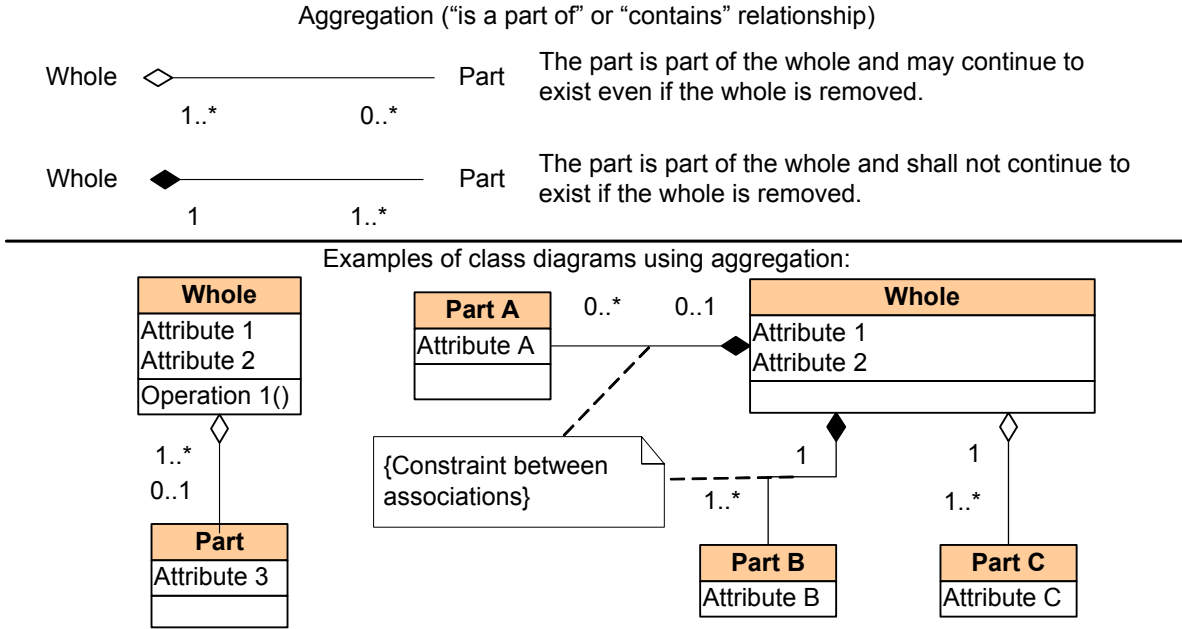 Aggregation (“is a part of” or “contains” relationship)
Whole
Part
1..*
0..*
The part is part of the whole and may continue to
exist even if the whole is removed.
Whole
Part
1
1..*
The part is part of the whole and shall not continue to
exist if the whole is removed.
Examples of class diagrams using aggregation:
Whole
Attribute 1
Attribute 2
Operation 1()
1..*
0..1
Part
Attribute 3
Part A
Attribute A
0..*
0..1
Whole
Attribute 1
Attribute 2
{Constraint between
associations}
1
1..*
Part B
Attribute B
1
1..*
Part C
Attribute C